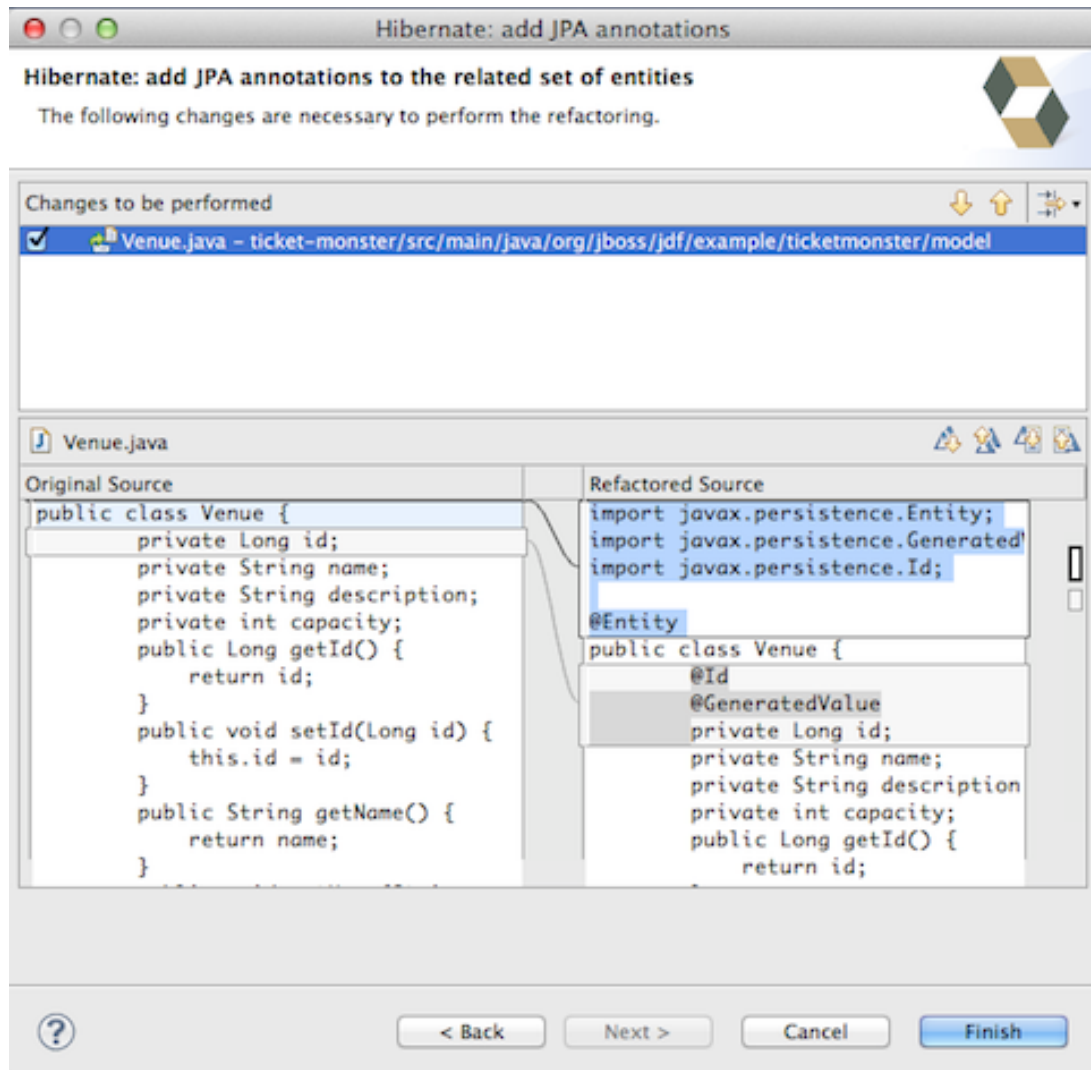 Hibernate: add JPA annotations
Hibernate: add JPA annotations to the related set of entities
The following changes are necessary to perform the refactoring.
Changes to be performed
Venue.java - ticket-monster/src/main/java/org/jboss/jdf/example/ticketmonster/model
Venue.java
Original Source
public class Venue {
private Long id;
private String name;
private String description;
private int capacity;
public Long getId() {
return id;
}
public void setId(Long id) {
this.id = id;
}
public String getName() {
return name;
}
Refactored Source
import javax.persistence.Entity;
import javax.persistence.Generated
import javax.persistence.Id;
@Entity
public class Venue {
@Id
@GeneratedValue
private Long id;
private String name;
private String description
private int capacity;
public Long getId() {
return id;
?
< Back
Next >
Cancel
Finish